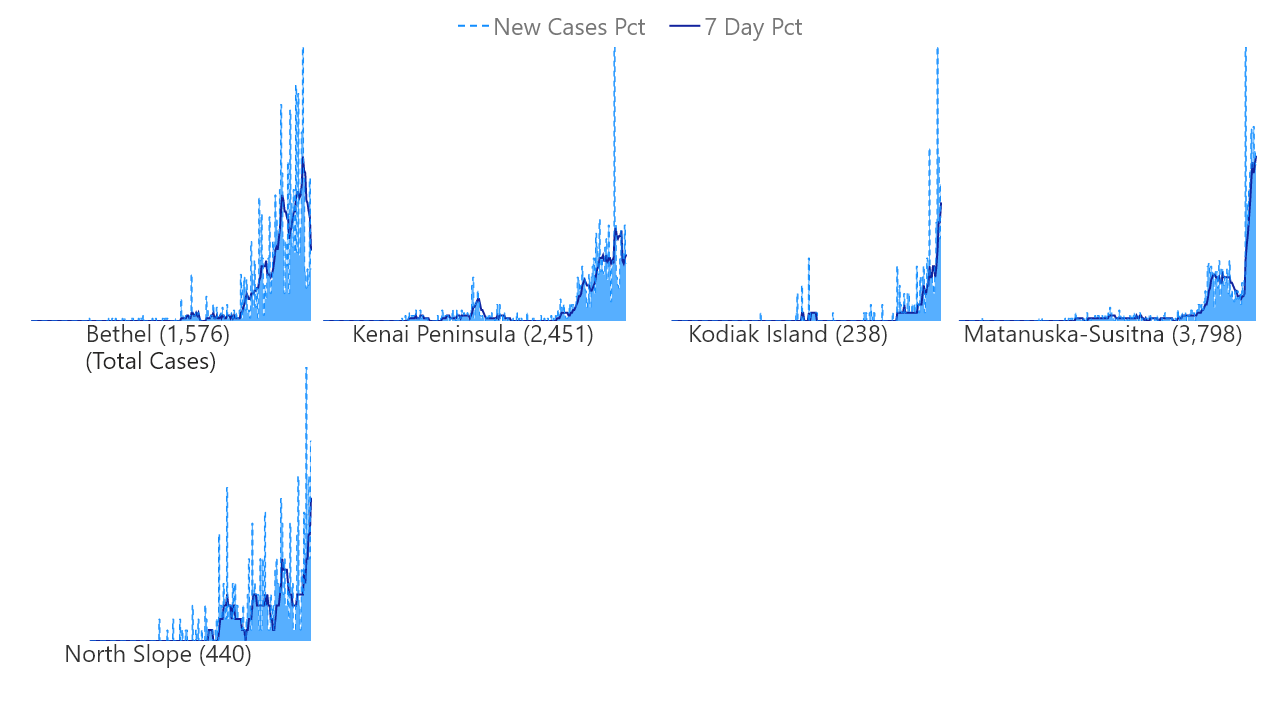 New Cases Pct 7 Day Pct
Bethel (1,576)
(Total Cases)
Kenai Peninsula (2,451)
Kodiak Island (238)
Matanuska-Susitna (3,798)
North Slope (440)